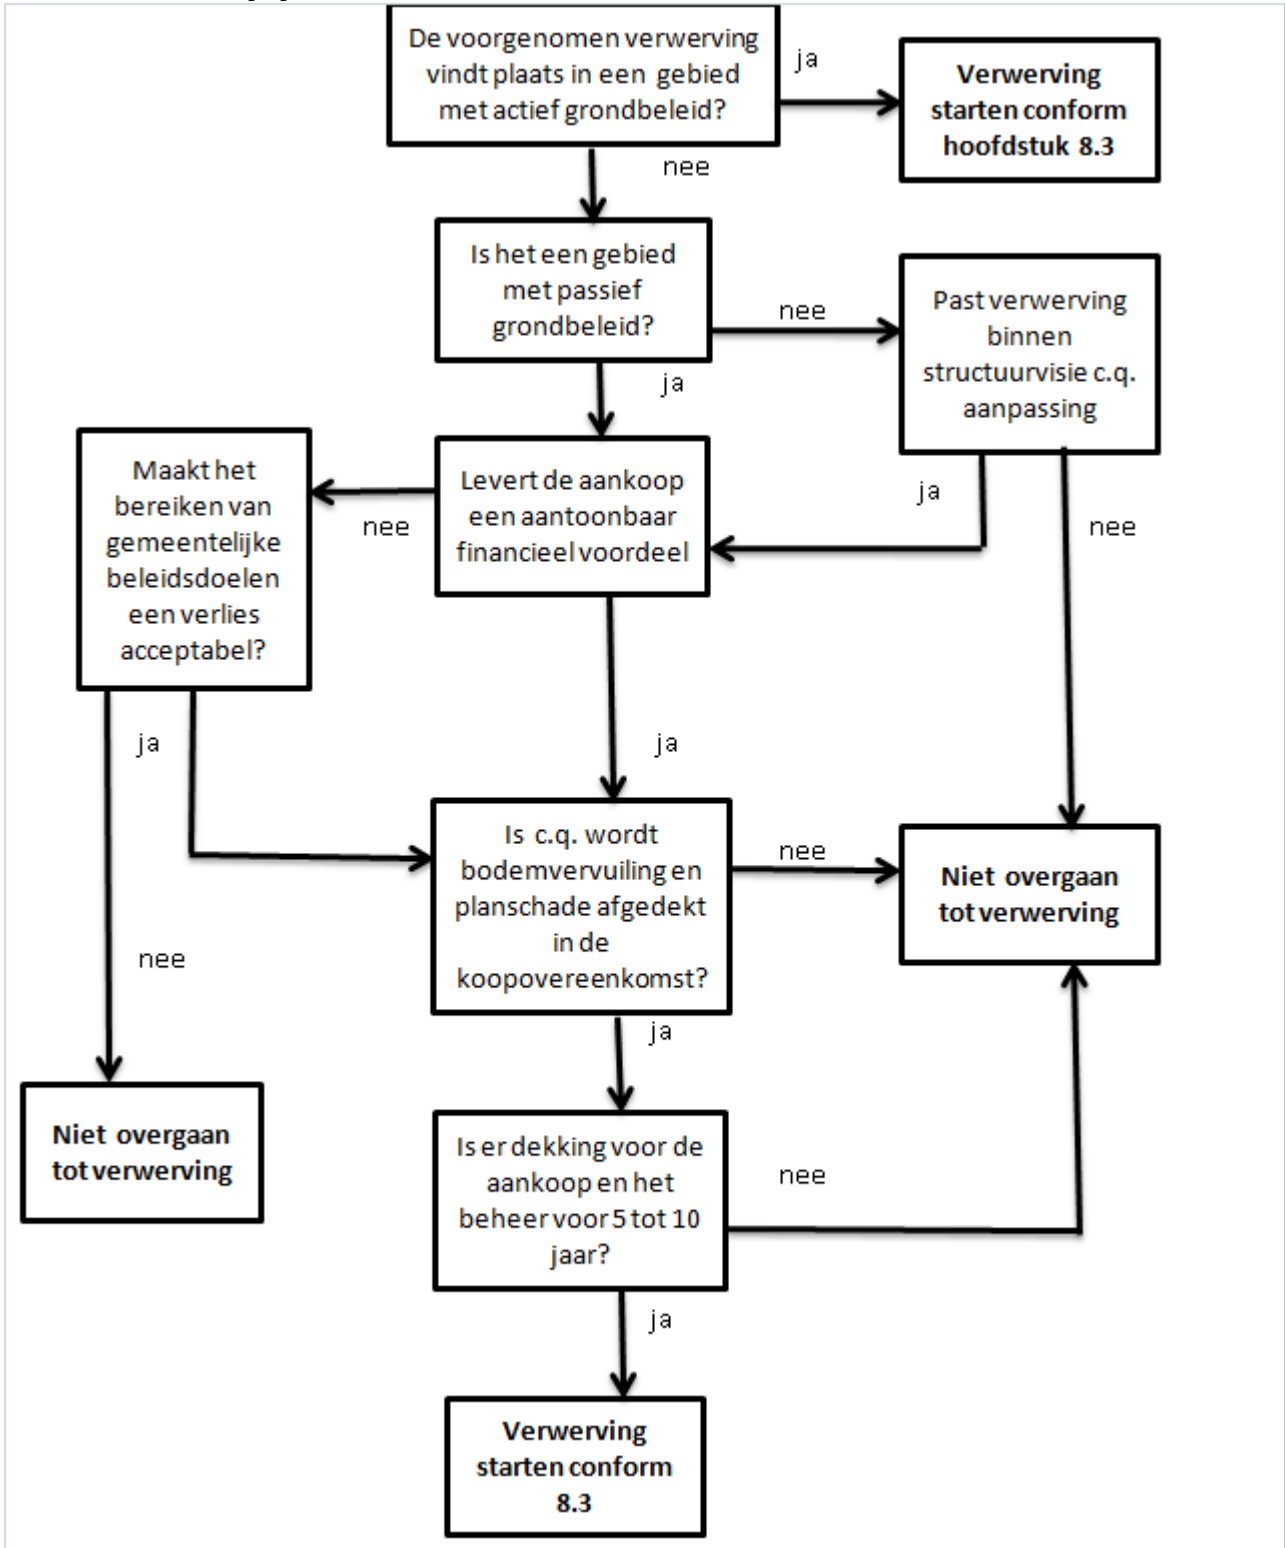 De voorgenomen verwerving
vindt plaats in een gebied
met actief grondbeleid?
ja
Verwerving
starten conform
hoofdstuk 8.3
nee
Is het een gebied
met passief
grondbeleid?
nee
Past verwerving
binnen
structuurvisie c.q.
aanpassing
ja
Maakt het
bereiken van
gemeentelijke
beleidsdoelen
een verlies
acceptabel?
nee
Levert de aankoop
een aantoonbaar
financieel voordeel
ja
nee
ja
ja
Is c.q. wordt
bodemvervuiling en
planschade afgedekt
in de
koopovereenkomst?
nee
Niet overgaan
tot verwerving
nee
ja
Niet overgaan
tot verwerving
Is er dekking voor de
aankoop en het
beheer voor 5 tot 10
jaar?
nee
ja
Verwerving
starten conform
8.3